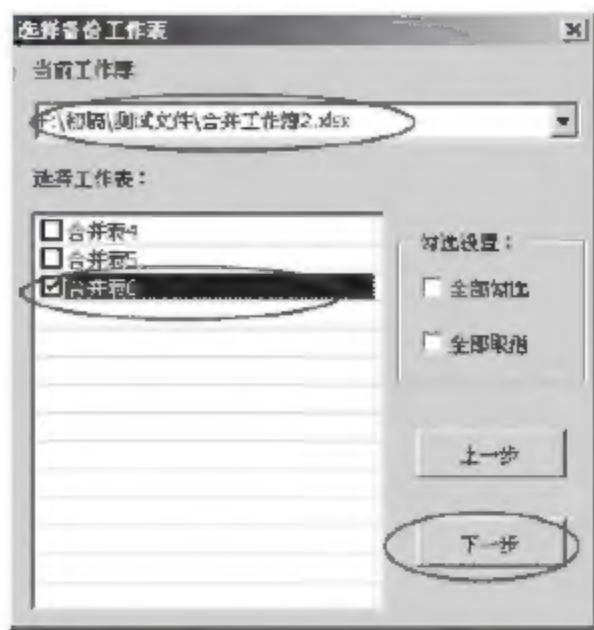 选择备份工作表
当前工作簿
F:\初稿\测试文件\合并工作簿2.xlsx
选择工作表：
合并表4
合并表5
合并表6
勾选设置：
全部勾选
全部取消
上一步
下一步